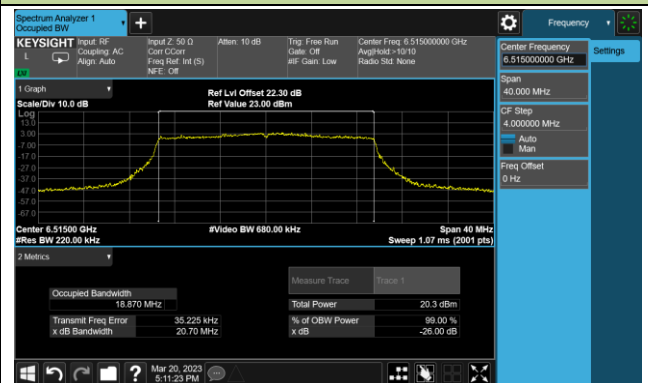 Spectrum Analyzer 1
Occupied BW
+
Frequency
KEYSIGHT
L
Input: RF
Coupling: AC
Align: Auto
Input Z: 50 Ω
Corr CCorr
Freq Ref: Int (S)
NFE: Off
Atten: 10 dB
Trig: Free Run
Gate: Off
#IF Gain: Low
Center Freq: 6.515000000 GHz
Avg|Hold:>10/10
Radio Std: None
Center Frequency
6.515000000 GHz
Settings
Span
40.000 MHz
CF Step
4.000000 MHz
Auto
Man
Freq Offset
0 Hz
1 Graph
Scale/Div 10.0 dB
Ref Lvl Offset 22.30 dB
Ref Value 23.00 dBm
Log
13.0
3.00
-7.00
-17.0
-27.0
-37.0
-47.0
-57.0
-67.0
Center 6.51500 GHz
#Res BW 220.00 kHz
#Video BW 680.00 kHz
Span 40 MHz
Sweep 1.07 ms (2001 pts)
2 Metrics
Measure Trace
Trace 1
Occupied Bandwidth
18.870 MHz
Total Power
20.3 dBm
Transmit Freq Error
35.225 kHz
% of OBW Power
99.00 %
x dB Bandwidth
20.70 MHz
x dB
-26.00 dB
?
Mar 20, 2023
5:11:23 PM